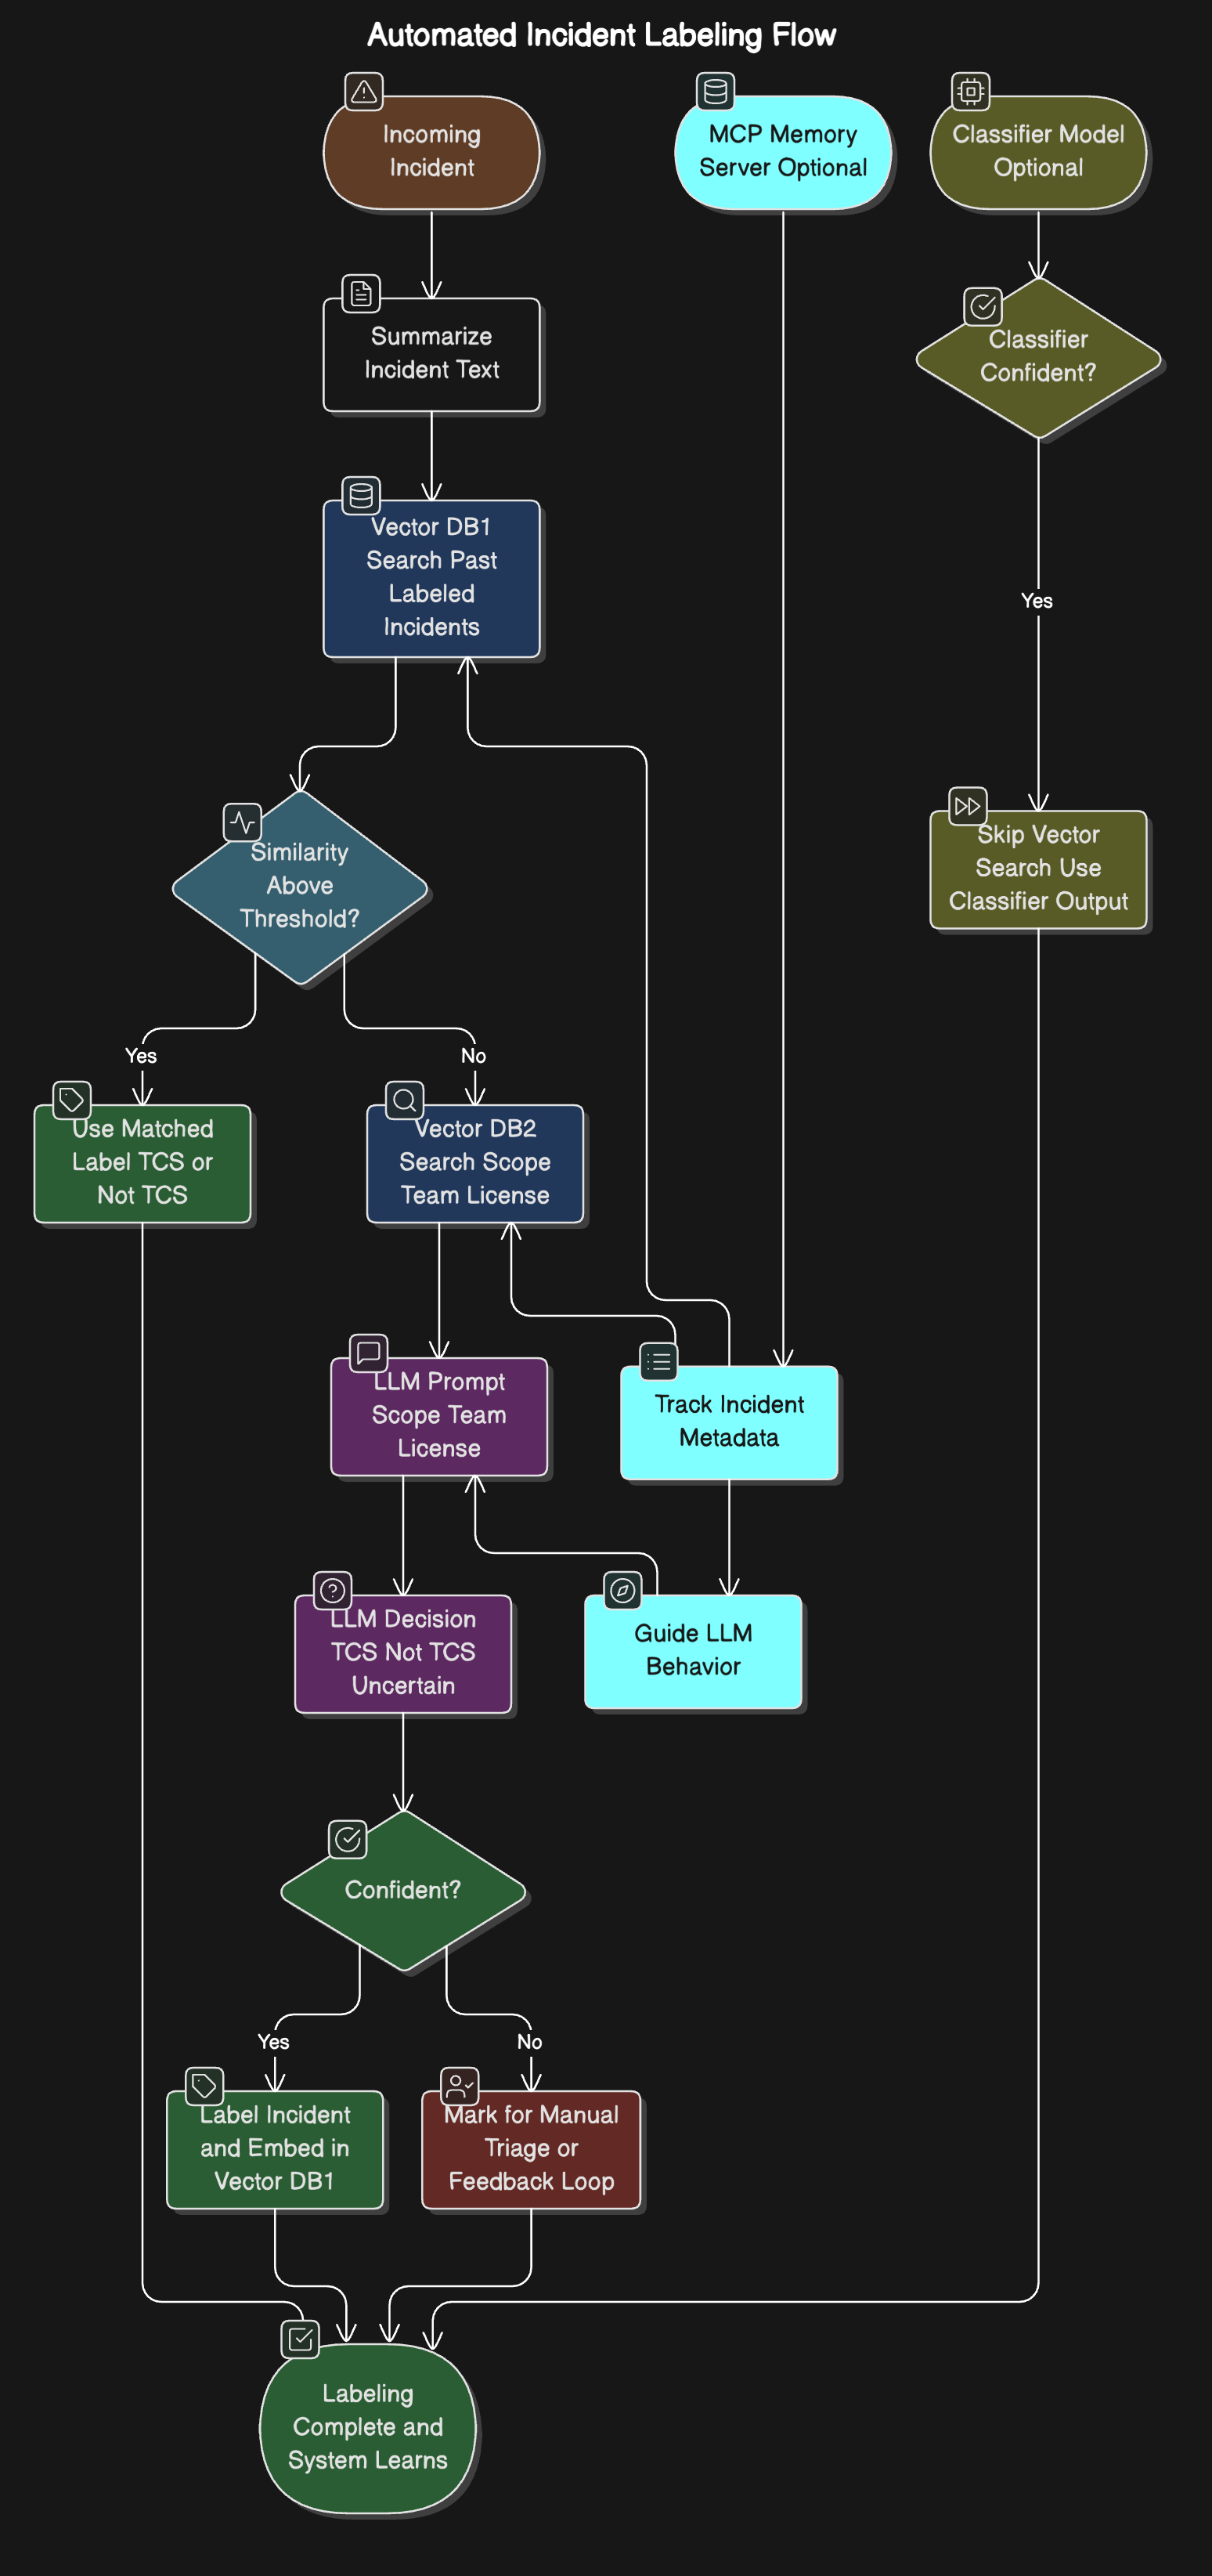 Automated Incident Labeling Flow
Incoming
Incident
MCP Memory
Server Optional
Classifier Model
Optional
Summarize
Incident Text
Classifier
Confident?
Vector DB1
Search Past
Labeled
Incidents
Yes
Similarity
Above
Threshold?
Skip Vector
Search Use
Classifier Output
Yes
No
Use Matched
Label TCS or
Not TCS
Vector DB2
Search Scope
Team License
LLM Prompt
Scope Team
License
Track Incident
Metadata
LLM Decision
TCS Not TCS
Uncertain
Guide LLM
Behavior
Confident?
Yes
No
Label Incident
and Embed in
Vector DB1
Mark for Manual
Triage or
Feedback Loop
Labeling
Complete and
System Learns